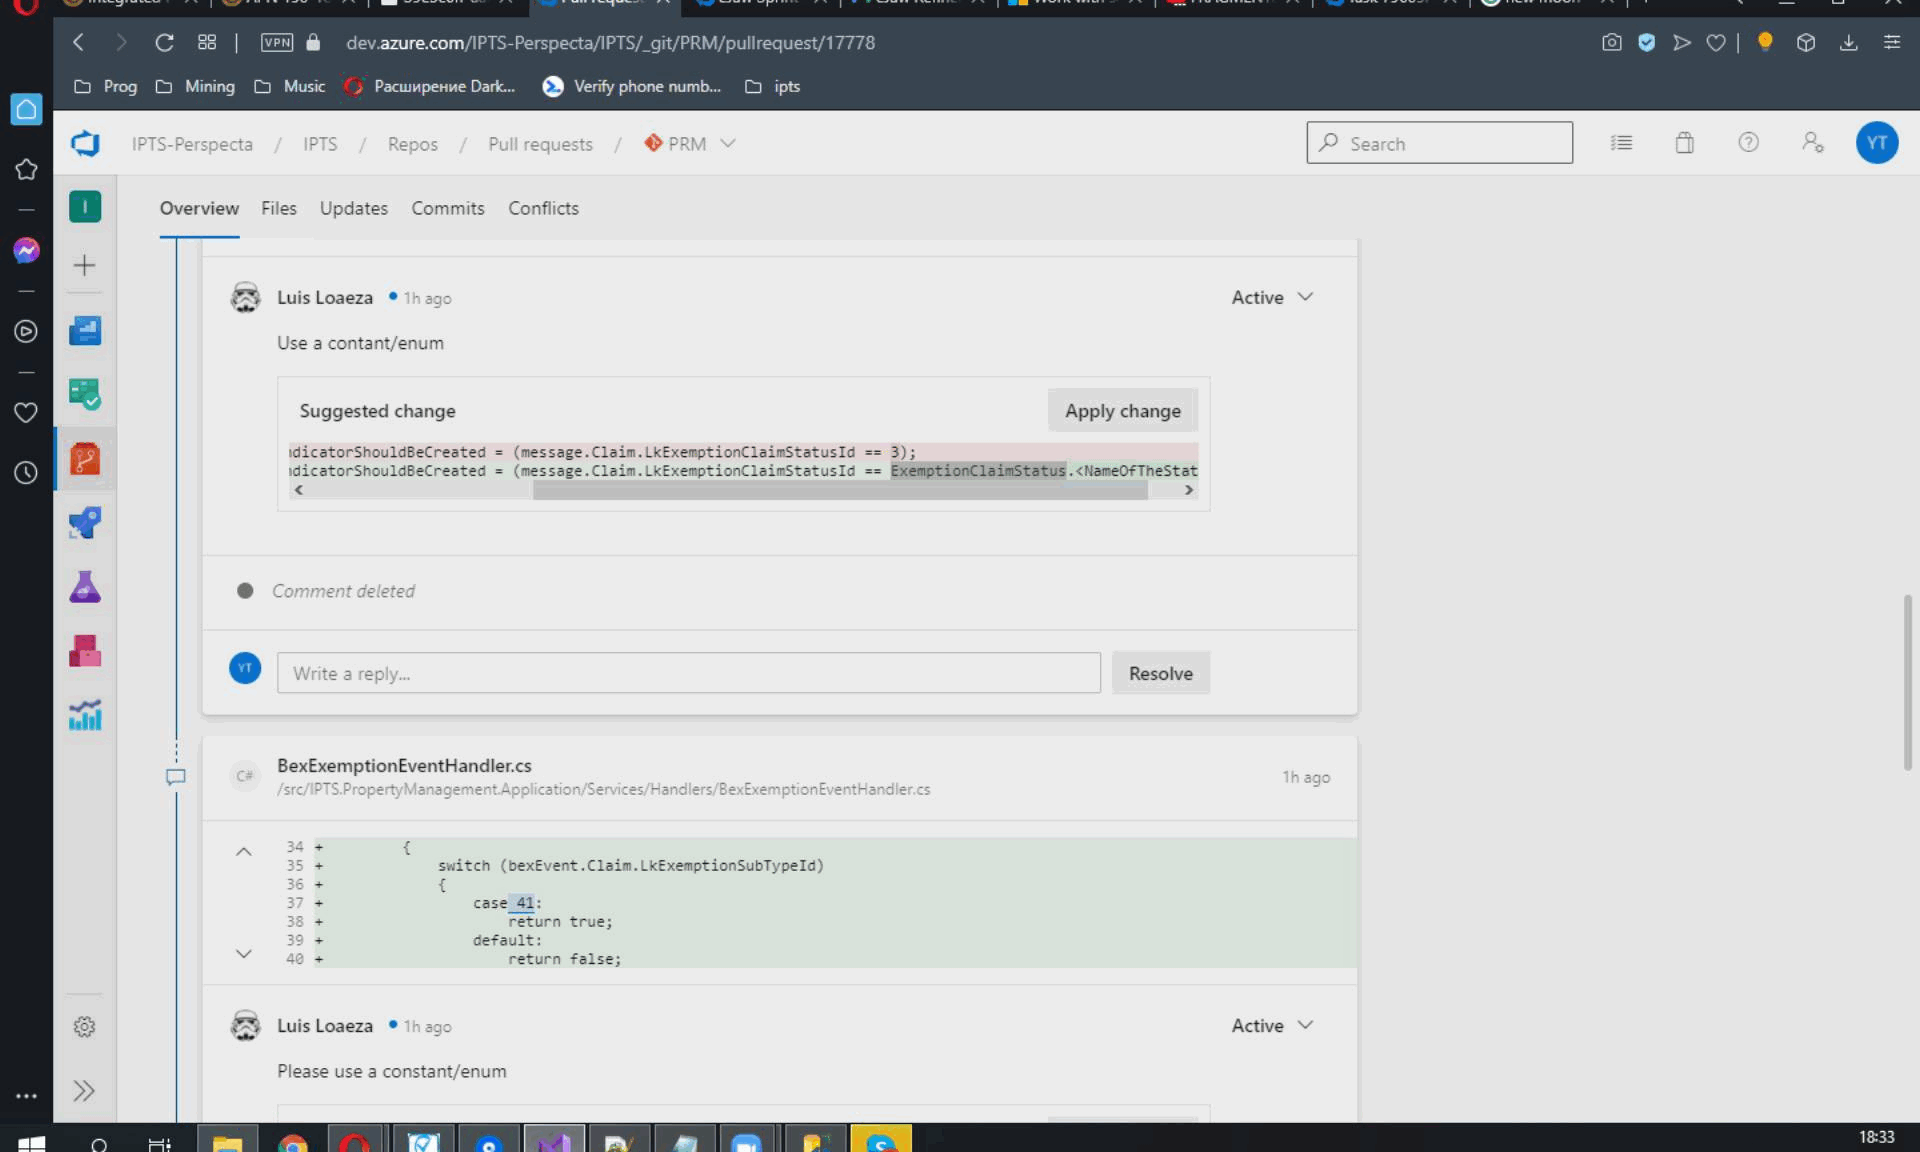 VPN
dev.azure.com/IPTS-Perspecta/IPTS/_git/PRM/pullrequest/17778
Prog
Mining
Music
Расширение Dark...
Verify phone numb...
ipts
IPTS-Perspecta / IPTS / Repos / Pull requests / PRM
Search
YT
I
Overview
Files
Updates
Commits
Conflicts
Luis Loaeza
1h ago
Active
Use a contant/enum
Suggested change
Apply change
dicatorShouldBeCreated = (message.Claim.LkExemptionClaimStatusId == 3);
dicatorShouldBeCreated = (message.Claim.LkExemptionClaimStatusId == ExemptionClaimStatus.<NameOfTheStat
Comment deleted
YT
Write a reply...
Resolve
C#
BexExemptionEventHandler.cs
/src/IPTS.PropertyManagement.Application/Services/Handlers/BexExemptionEventHandler.cs
1h ago
34 + {
35 + switch (bexEvent.Claim.LkExemptionSubTypeId)
36 + {
37 + case 41:
38 + return true;
39 + default:
40 + return false;
Luis Loaeza
1h ago
Active
Please use a constant/enum
18:33